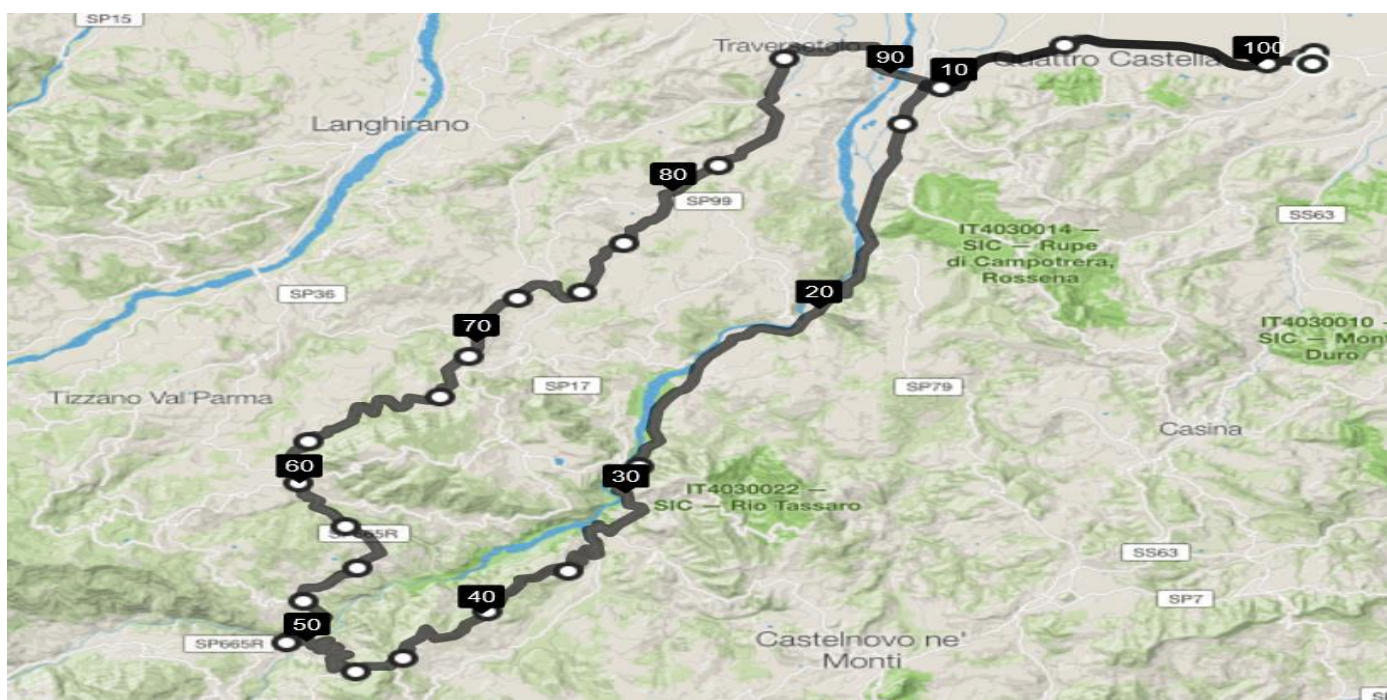 SP15
Traversetolo
90
10
100
Quattro Castella
Langhirano
80
SP99
SS63
IT4030014 –
SIC – Rupe
di Campotrera,
Rossena
20
SP36
70
IT4030010 –
SIC –
Duro
SP17
SP79
Tizzano Val Parma
Casina
60
30
IT4030022 –
SIC – Rio Tassaro
SS63
40
SP7
50
SP665R
Castelnovo ne'
Monti